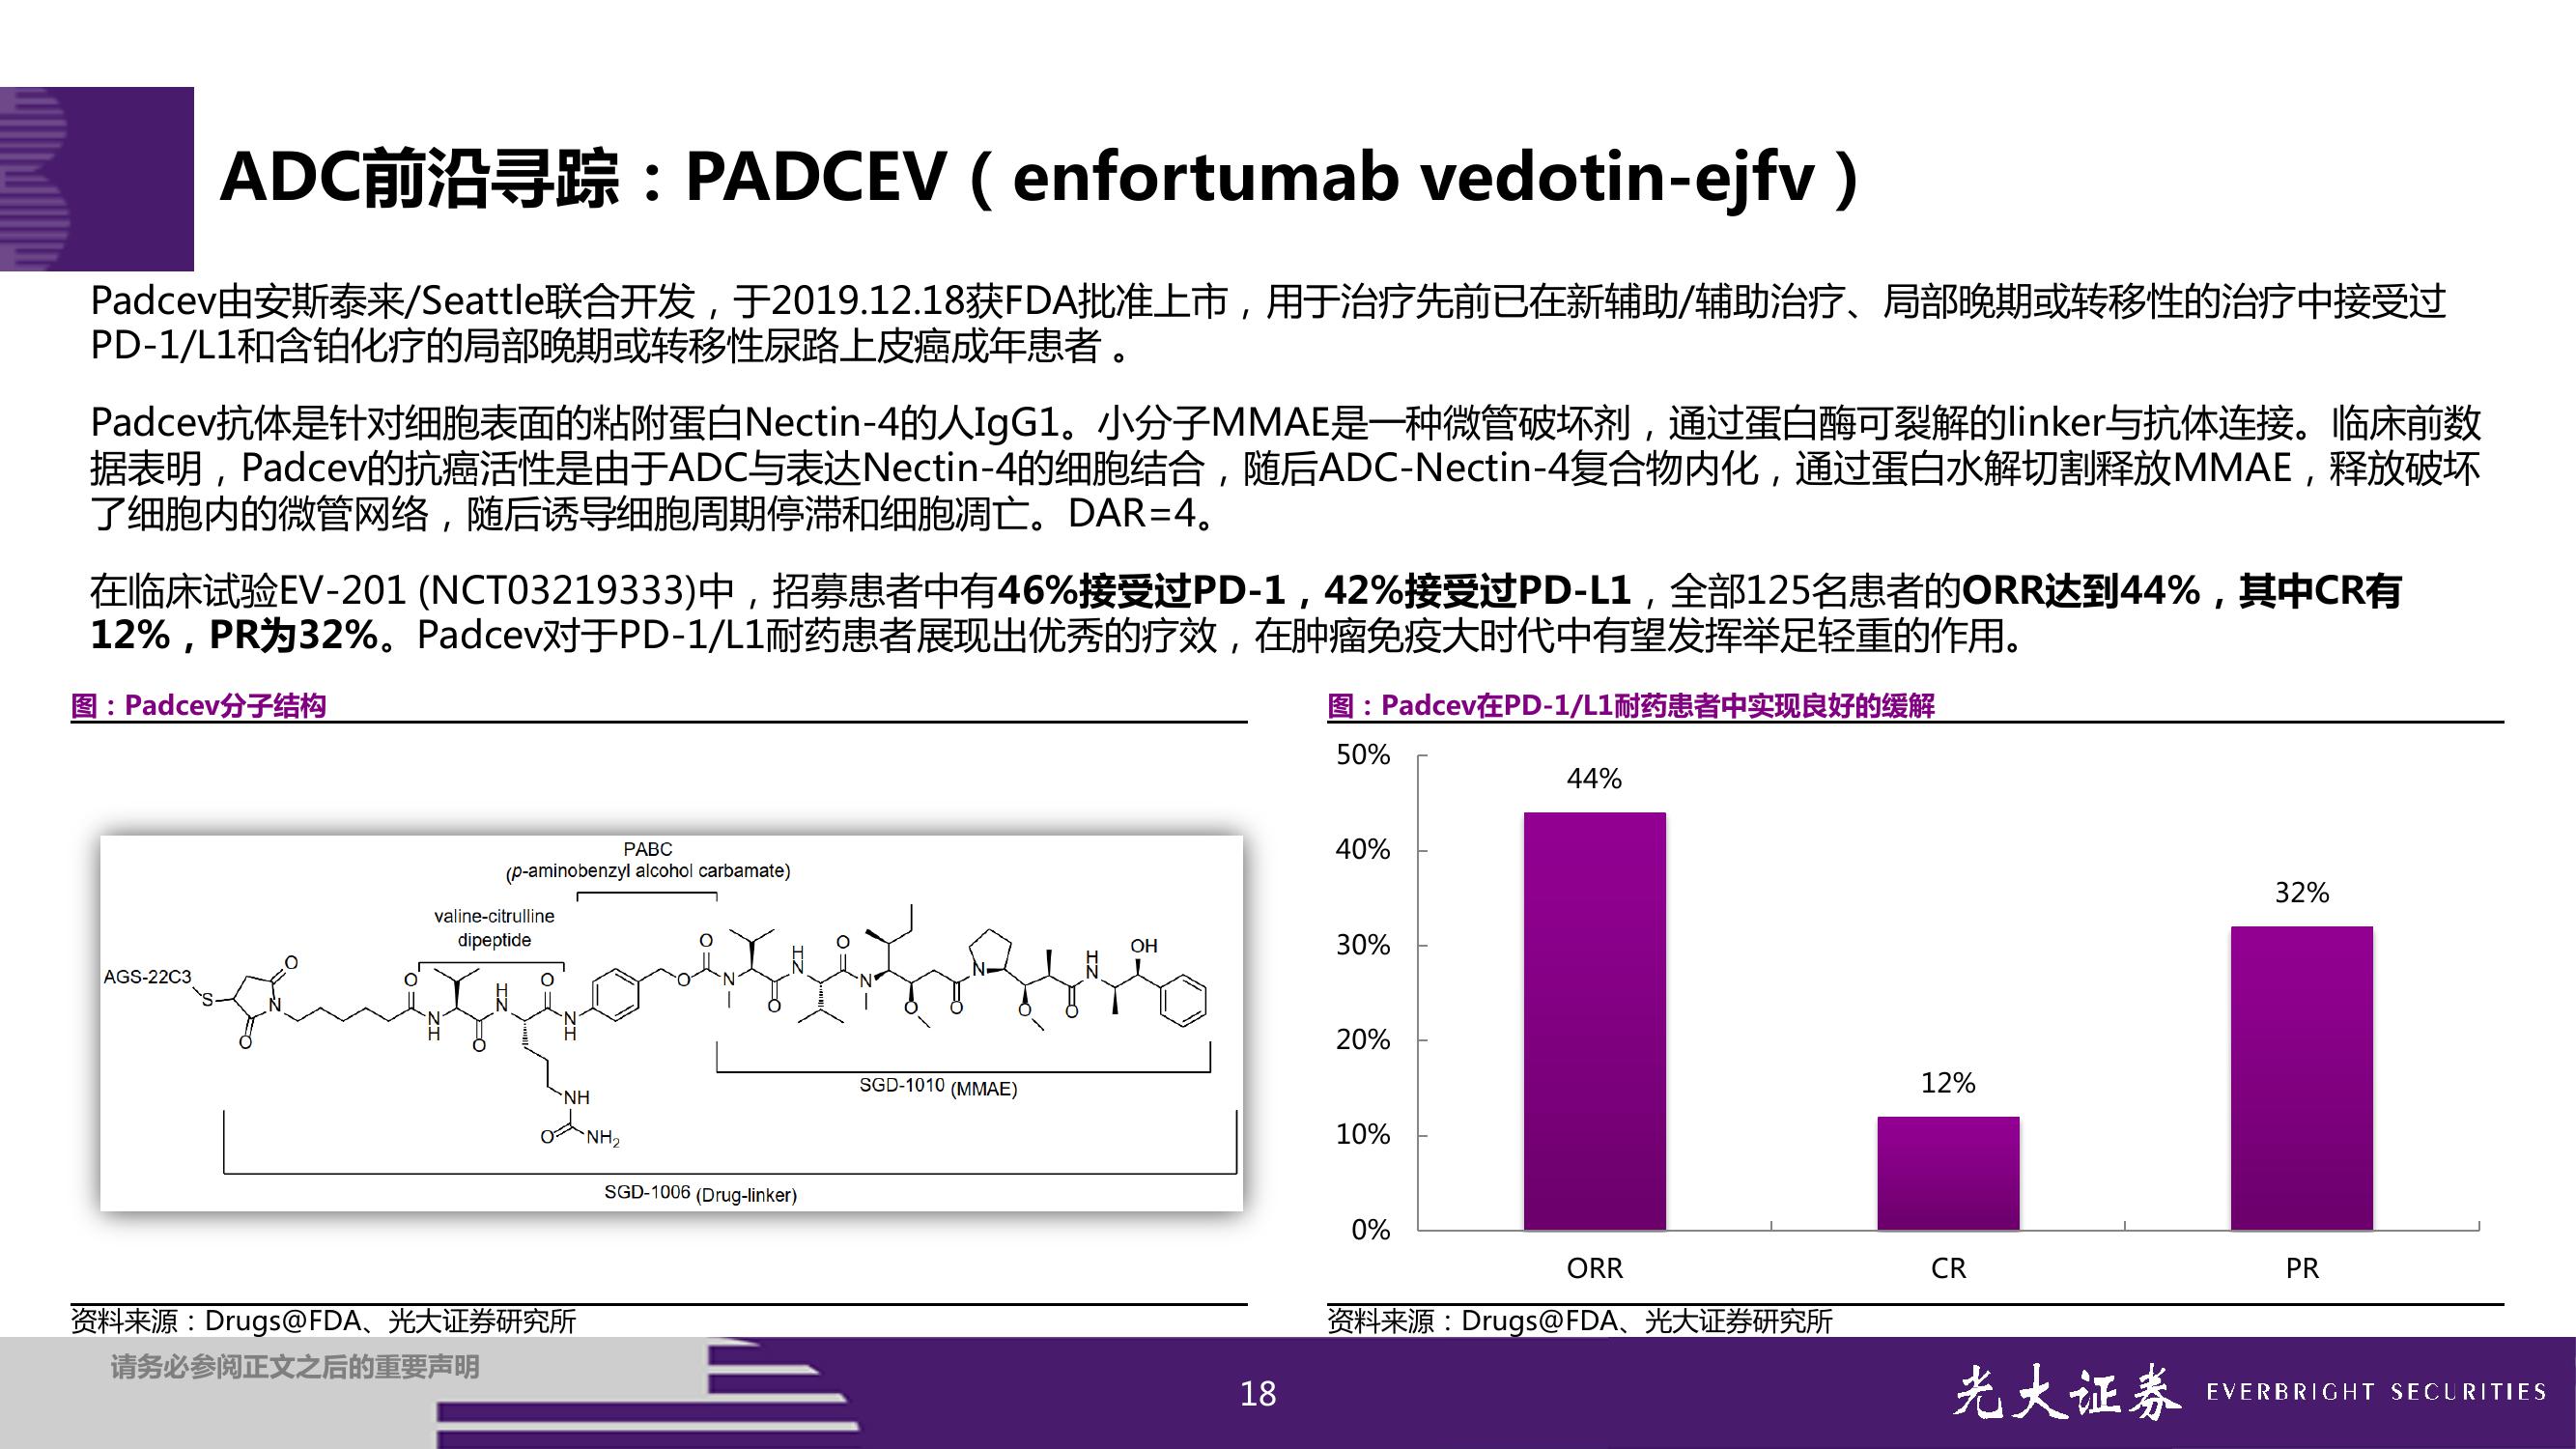 ADC前沿寻踪：PADCEV（enfortumab vedotin-ejfv）
Padcev由安斯泰来/Seattle联合开发，于2019.12.18获FDA批准上市，用于治疗先前已在新辅助/辅助治疗、局部晚期或转移性的治疗中接受过
PD-1/L1和含铂化疗的局部晚期或转移性尿路上皮癌成年患者 。
Padcev抗体是针对细胞表面的粘附蛋白Nectin-4的人IgG1。小分子MMAE是一种微管破坏剂，通过蛋白酶可裂解的linker与抗体连接。临床前数
据表明，Padcev的抗癌活性是由于ADC与表达Nectin-4的细胞结合，随后ADC-Nectin-4复合物内化，通过蛋白水解切割释放MMAE，释放破坏
了细胞内的微管网络，随后诱导细胞周期停滞和细胞凋亡。DAR=4。
在临床试验EV-201 (NCT03219333)中，招募患者中有46%接受过PD-1，42%接受过PD-L1，全部125名患者的ORR达到44%，其中CR有
12%，PR为32%。Padcev对于PD-1/L1耐药患者展现出优秀的疗效，在肿瘤免疫大时代中有望发挥举足轻重的作用。
图：Padcev分子结构
PABC
(p-aminobenzyl alcohol carbamate)
valine-citrulline
dipeptide
AGS-22C3
S
O
O
N
O
N
H
O
H
N
O
N
H
NH
O
NH2
O
O
N
O
H
N
O
N
O
O
N
O
O
H
N
OH
SGD-1010 (MMAE)
SGD-1006 (Drug-linker)
资料来源：Drugs@FDA、光大证券研究所
图：Padcev在PD-1/L1耐药患者中实现良好的缓解
50%
40%
30%
20%
10%
0%
44%
12%
32%
ORR
CR
PR
资料来源：Drugs@FDA、光大证券研究所
请务必参阅正文之后的重要声明
18
光大证券 EVERBRIGHT SECURITIES